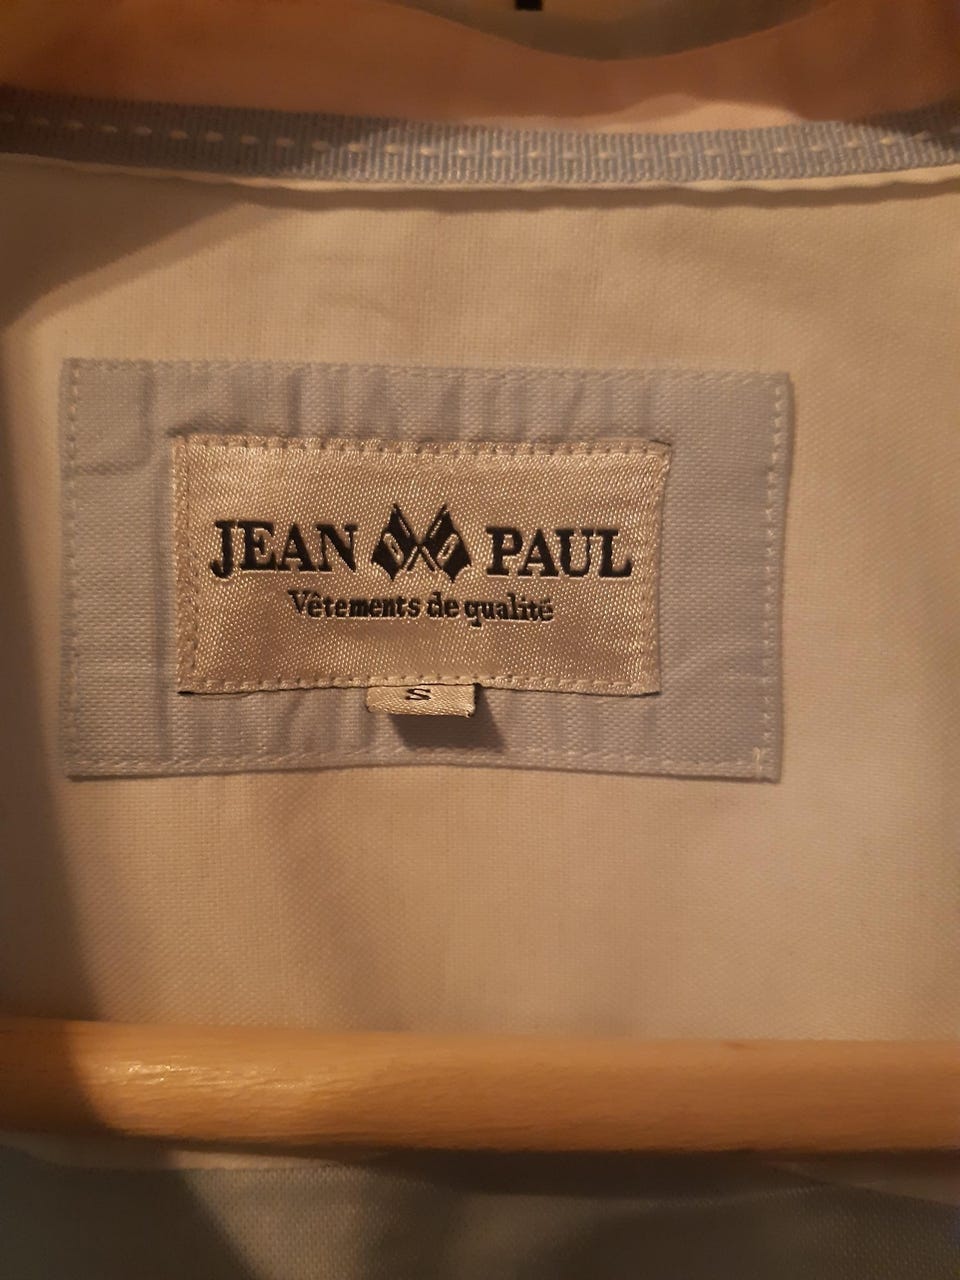 JEAN PAUL
Vêtements de qualité
S